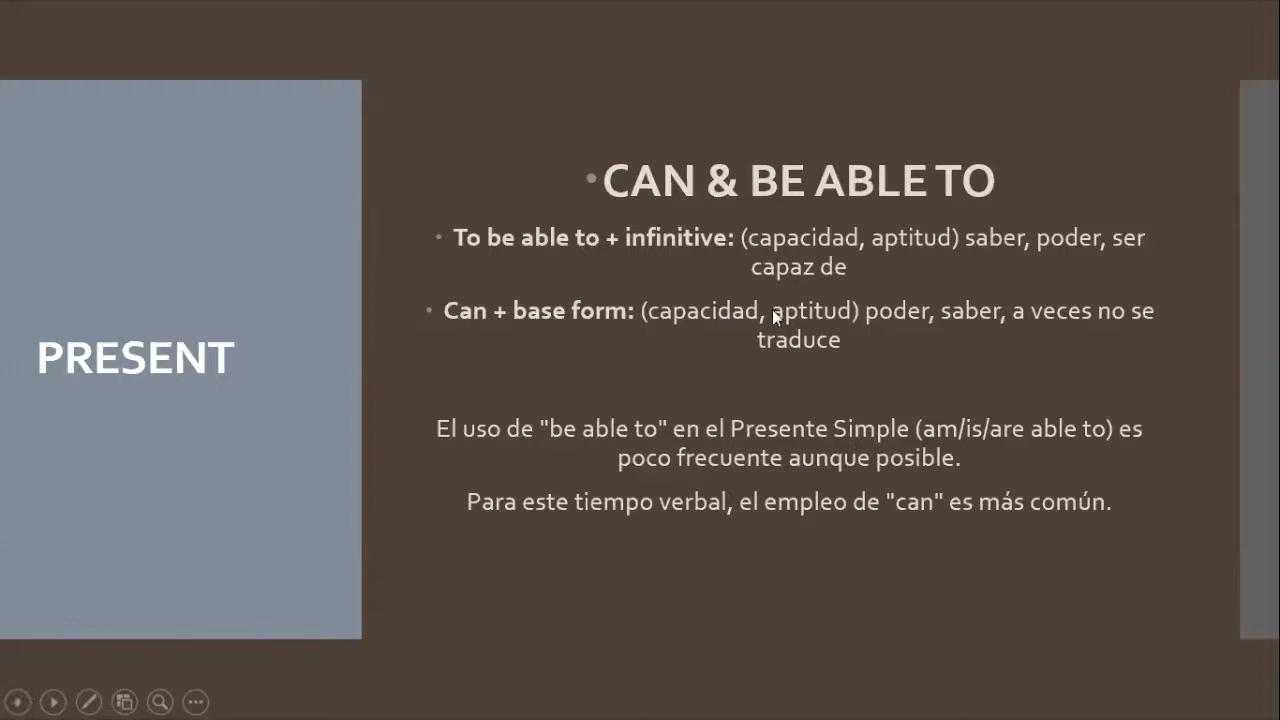 PRESENT
•CAN & BE ABLE TO
• To be able to + infinitive: (capacidad, aptitud) saber, poder, ser
capaz de
• Can + base form: (capacidad, aptitud) poder, saber, a veces no se
traduce
El uso de "be able to" en el Presente Simple (am/is/are able to) es
poco frecuente aunque posible.
Para este tiempo verbal, el empleo de "can" es más común.